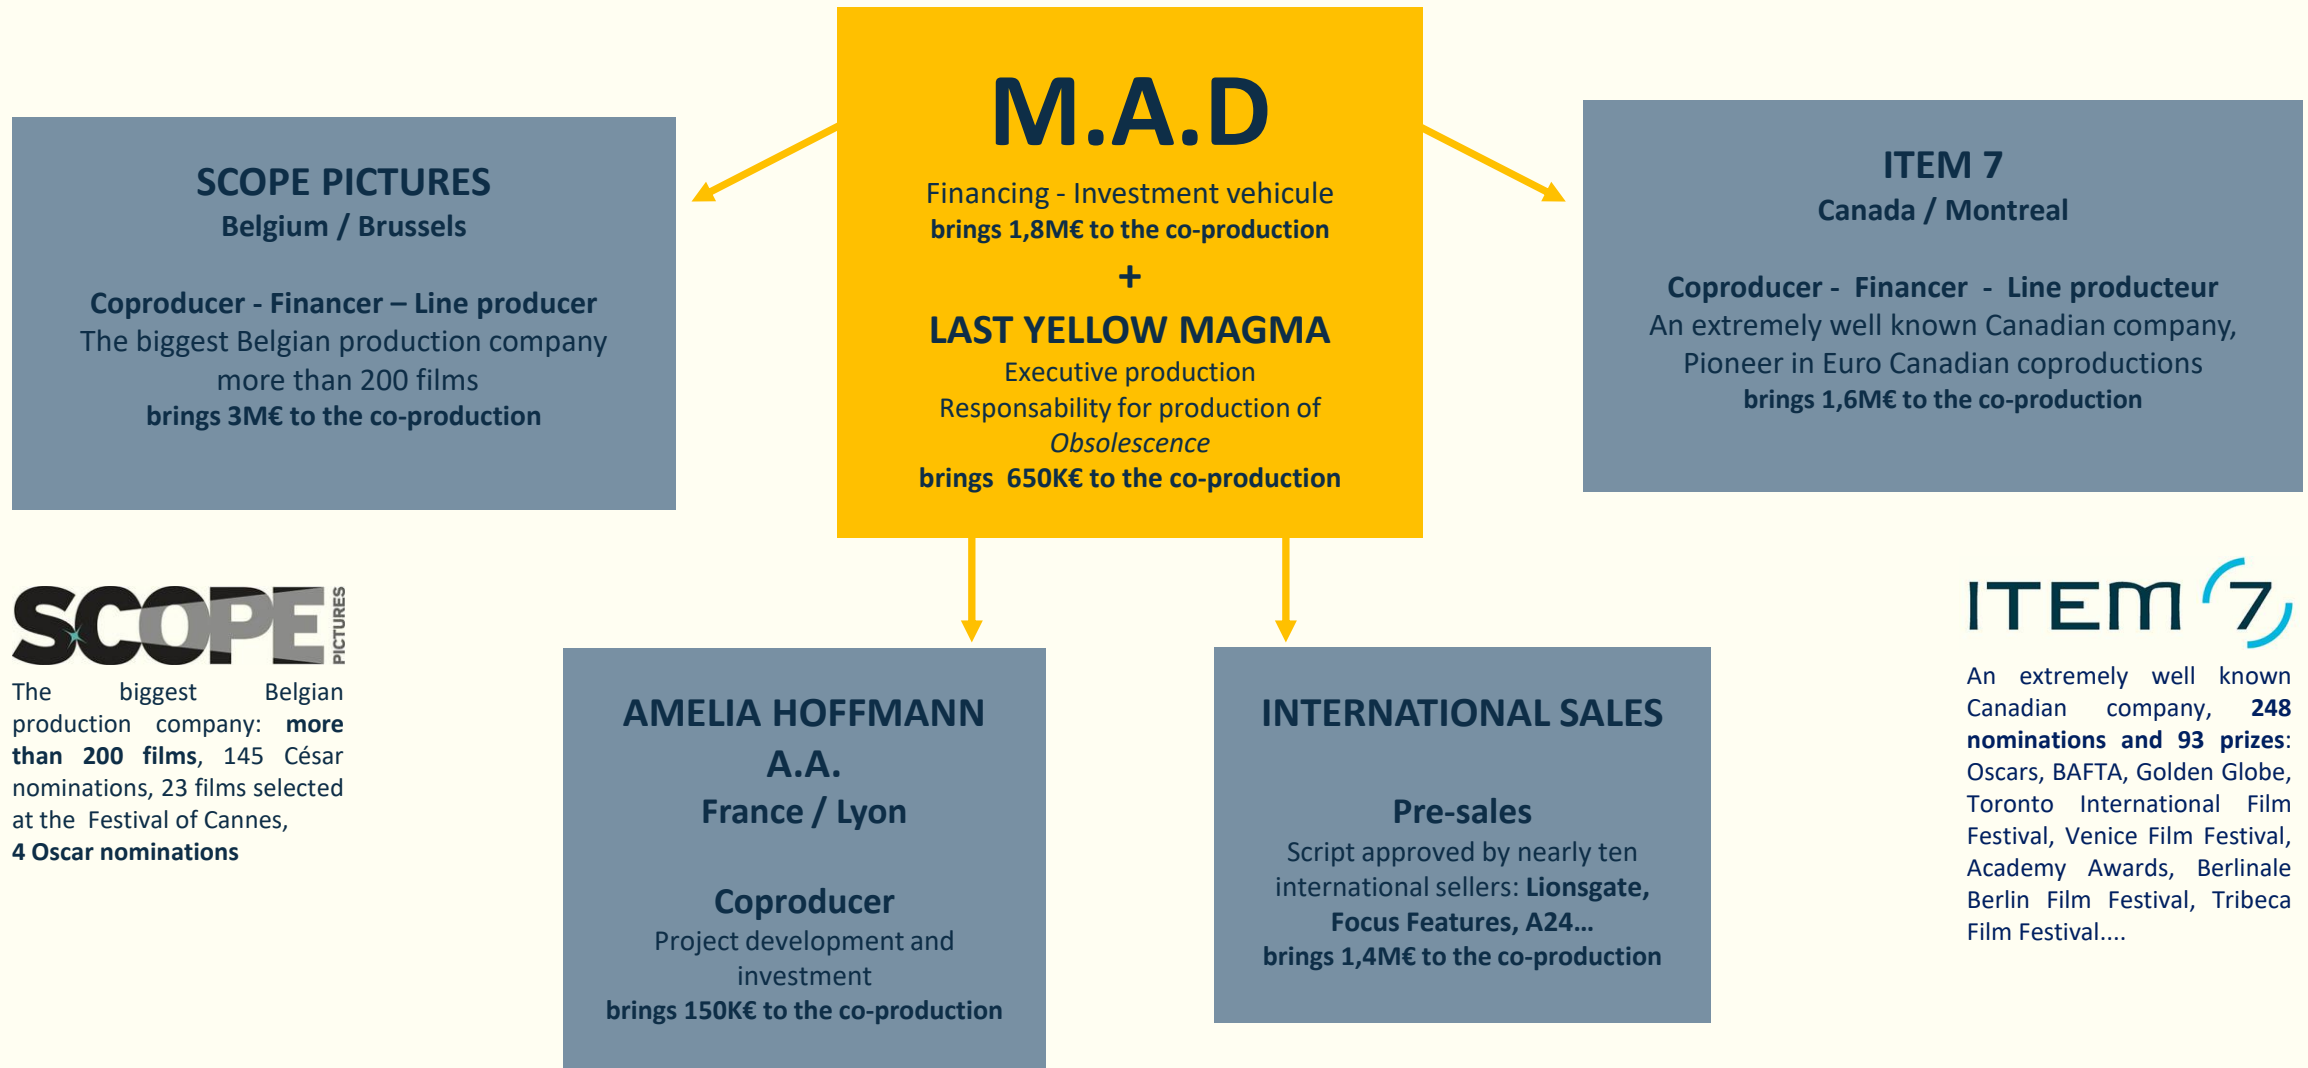 M.A.D
Financing - Investment vehicule
brings 1,8M€ to the co-production
+
LAST YELLOW MAGMA
Executive production
Responsability for production of
Obsolescence
brings 650K€ to the co-production
SCOPE PICTURES
Belgium / Brussels
Coproducer - Financer – Line producer
The biggest Belgian production company
more than 200 films
brings 3M€ to the co-production
ITEM 7
Canada / Montreal
Coproducer - Financer - Line producteur
An extremely well known Canadian company,
Pioneer in Euro Canadian coproductions
brings 1,6M€ to the co-production
SCOPE
PICTURES
The biggest Belgian
production company: more
than 200 films, 145 César
nominations, 23 films selected
at the Festival of Cannes,
4 Oscar nominations
AMELIA HOFFMANN
A.A.
France / Lyon
Coproducer
Project development and
investment
brings 150K€ to the co-production
INTERNATIONAL SALES
Pre-sales
Script approved by nearly ten
international sellers: Lionsgate,
Focus Features, A24...
brings 1,4M€ to the co-production
ITEM 7
An extremely well known
Canadian company, 248
nominations and 93 prizes:
Oscars, BAFTA, Golden Globe,
Toronto International Film
Festival, Venice Film Festival,
Academy Awards, Berlinale
Berlin Film Festival, Tribeca
Film Festival....